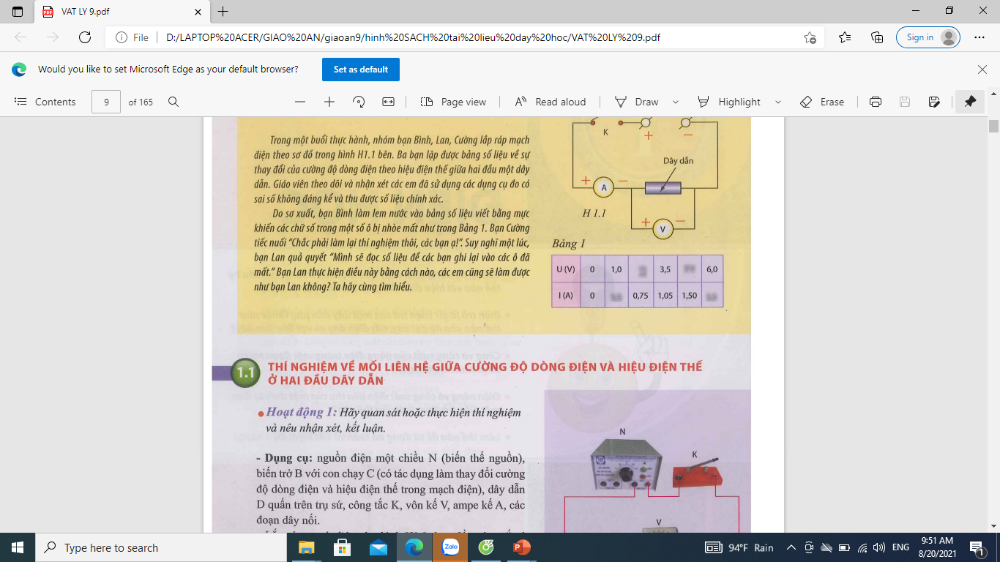 VAT LY 9.pdf
File
D:/LAPTOP%20ACER/GIAO%20AN/giaoan9/hinh%20SACH%20tai%20lieu%20day%20hoc/VAT%20LY%209.pdf
Sign in
Would you like to set Microsoft Edge as your default browser?
Set as default
Contents
9
of 165
Page view
Read aloud
Draw
Highlight
Erase
Trong một buổi thực hành, nhóm bạn Bình, Lan, Cường lắp ráp mạch
điện theo sơ đồ trong hình H1.1 bên. Ba bạn lập được bảng số liệu về sự
thay đổi của cường độ dòng điện theo hiệu điện thế giữa hai đầu một dây
dẫn. Giáo viên theo dõi và nhận xét các em đã sử dụng các dụng cụ đo có
sai số không đáng kể và thu được số liệu chính xác.
Do sơ xuất, bạn Bình làm lem nước vào bảng số liệu viết bằng mực
khiến các chữ số trong một số ô bị nhòe mất như trong Bảng 1. Bạn Cường
tiếc nuối "Chắc phải làm lại thí nghiệm thôi, các bạn ạ!". Suy nghĩ một lúc,
bạn Lan quả quyết "Mình sẽ đọc số liệu để các bạn ghi lại vào các ô đã
mất." Bạn Lan thực hiện điều này bằng cách nào, các em cũng sẽ làm được
như bạn Lan không? Ta hãy cùng tìm hiểu.
K
+ −
Dây dẫn
+ A −
H 1.1
+ V −
Bảng 1
U (V) 0 1,0 3,5 6,0
I (A) 0 0,75 1,05 1,50
1.1 THÍ NGHIỆM VỀ MỐI LIÊN HỆ GIỮA CƯỜNG ĐỘ DÒNG ĐIỆN VÀ HIỆU ĐIỆN THẾ
Ở HAI ĐẦU DÂY DẪN
• Hoạt động 1: Hãy quan sát hoặc thực hiện thí nghiệm
và nêu nhận xét, kết luận.
- Dụng cụ: nguồn điện một chiều N (biến thế nguồn),
biến trở B với con chạy C (có tác dụng làm thay đổi cường
độ dòng điện và hiệu điện thế trong mạch điện), dây dẫn
D quấn trên trụ sứ, công tắc K, vôn kế V, ampe kế A, các
đoạn dây nối.
N
K
V
Type here to search
Zalo
94°F Rain
ENG
9:51 AM
8/20/2021
1